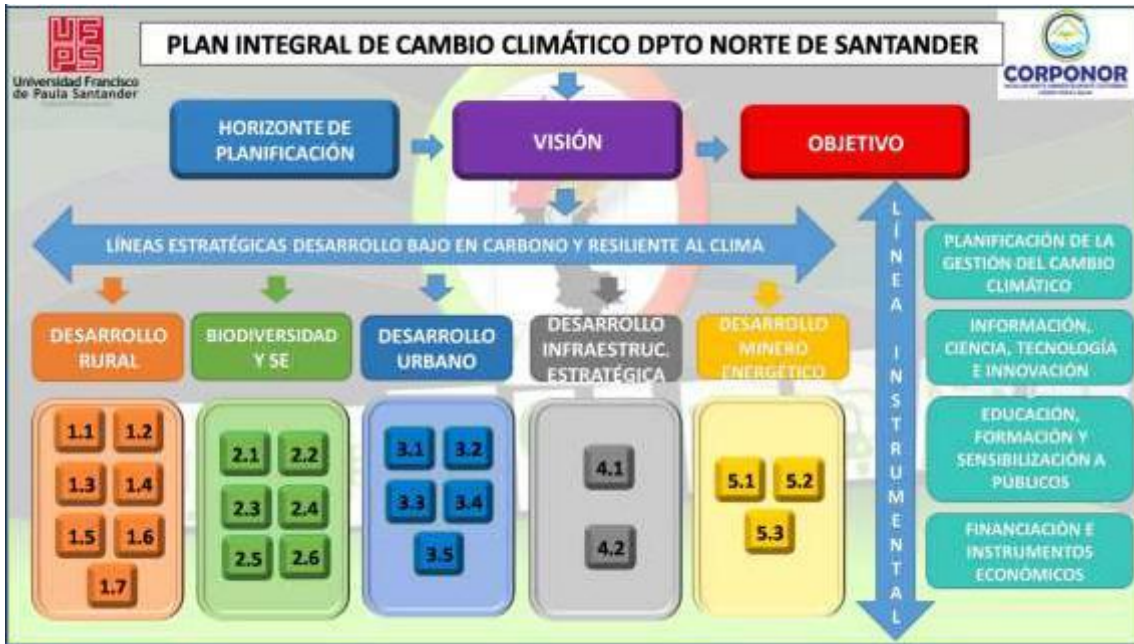 UFPS
Universidad Francisco
de Paula Santander
PLAN INTEGRAL DE CAMBIO CLIMÁTICO DPTO NORTE DE SANTANDER
CORPONOR
HORIZONTE DE
PLANIFICACIÓN
VISIÓN
OBJETIVO
LÍNEAS ESTRATÉGICAS DESARROLLO BAJO EN CARBONO Y RESILIENTE AL CLIMA
DESARROLLO
RURAL
BIODIVERSIDAD
Y SE
DESARROLLO
URBANO
DESARROLLO
INFRAESTRUC.
ESTRATÉGICA
DESARROLLO
MINERO
ENERGÉTICO
1.1 1.2
1.3 1.4
1.5 1.6
1.7
2.1 2.2
2.3 2.4
2.5 2.6
3.1 3.2
3.3 3.4
3.5
4.1
4.2
5.1 5.2
5.3
LÍNEA INSTRUMENTAL
PLANIFICACIÓN DE LA
GESTIÓN DEL CAMBIO
CLIMÁTICO
INFORMACIÓN,
CIENCIA, TECNOLOGÍA
E INNOVACIÓN
EDUCACIÓN,
FORMACIÓN Y
SENSIBILIZACIÓN A
PÚBLICOS
FINANCIACIÓN E
INSTRUMENTOS
ECONÓMICOS